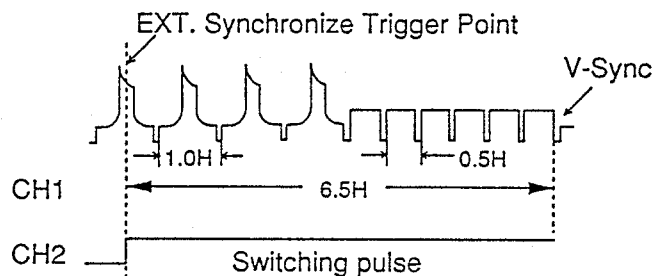 EXT. Synchronize Trigger Point
V-Sync
1.0H
0.5H
CH1
6.5H
CH2
Switching pulse